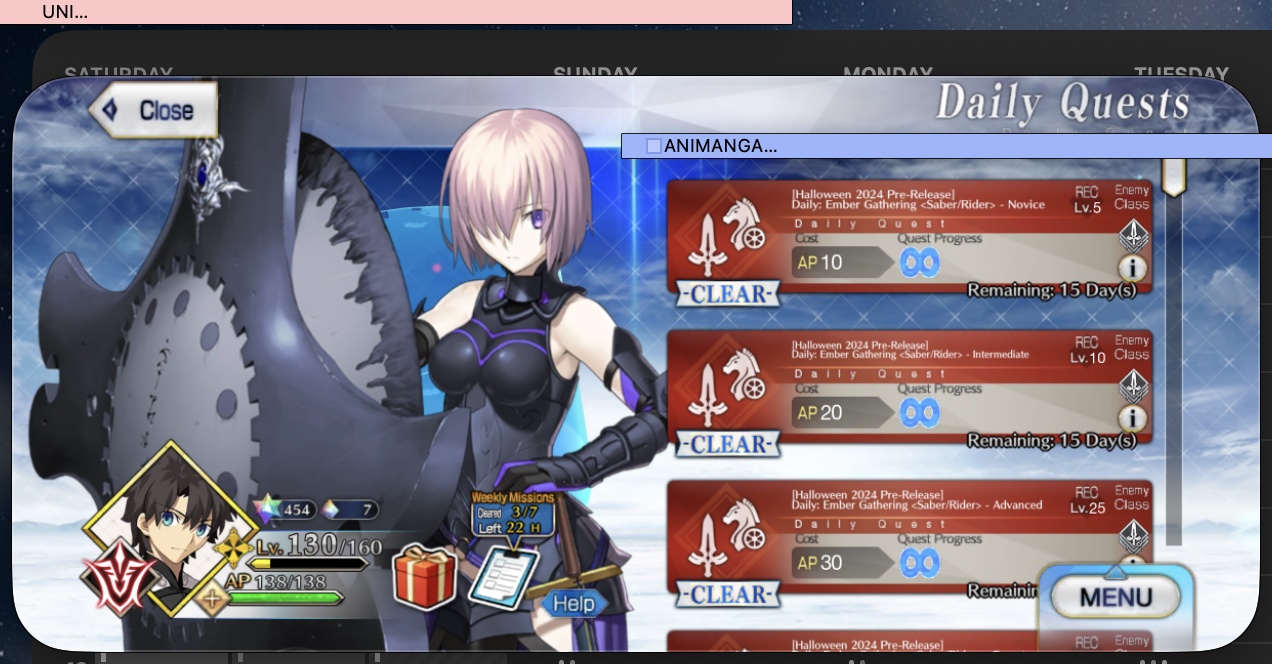 UNI...
SATURDAY
SUNDAY
MONDAY
TUESDAY
Close
Daily Quests
ANIMANGA...
[Halloween 2024 Pre-Release]
Daily: Ember Gathering <Saber/Rider> - Novice
REC Lv.5
Enemy Class
Daily Quest
Cost
Quest Progress
AP 10
∞
-CLEAR-
Remaining: 15 Day(s)
[Halloween 2024 Pre-Release]
Daily: Ember Gathering <Saber/Rider> - Intermediate
REC Lv.10
Enemy Class
Daily Quest
Cost
Quest Progress
AP 20
∞
-CLEAR-
Remaining: 15 Day(s)
[Halloween 2024 Pre-Release]
Daily: Ember Gathering <Saber/Rider> - Advanced
REC Lv.25
Enemy Class
Daily Quest
Cost
Quest Progress
AP 30
∞
-CLEAR-
Remainin
[Halloween 2024 Pre-Release]
REC
Enemy
454
7
Lv. 130/160
AP 138/138
Weekly Missions
Cleared 3/7
Left 22 H
Help
MENU